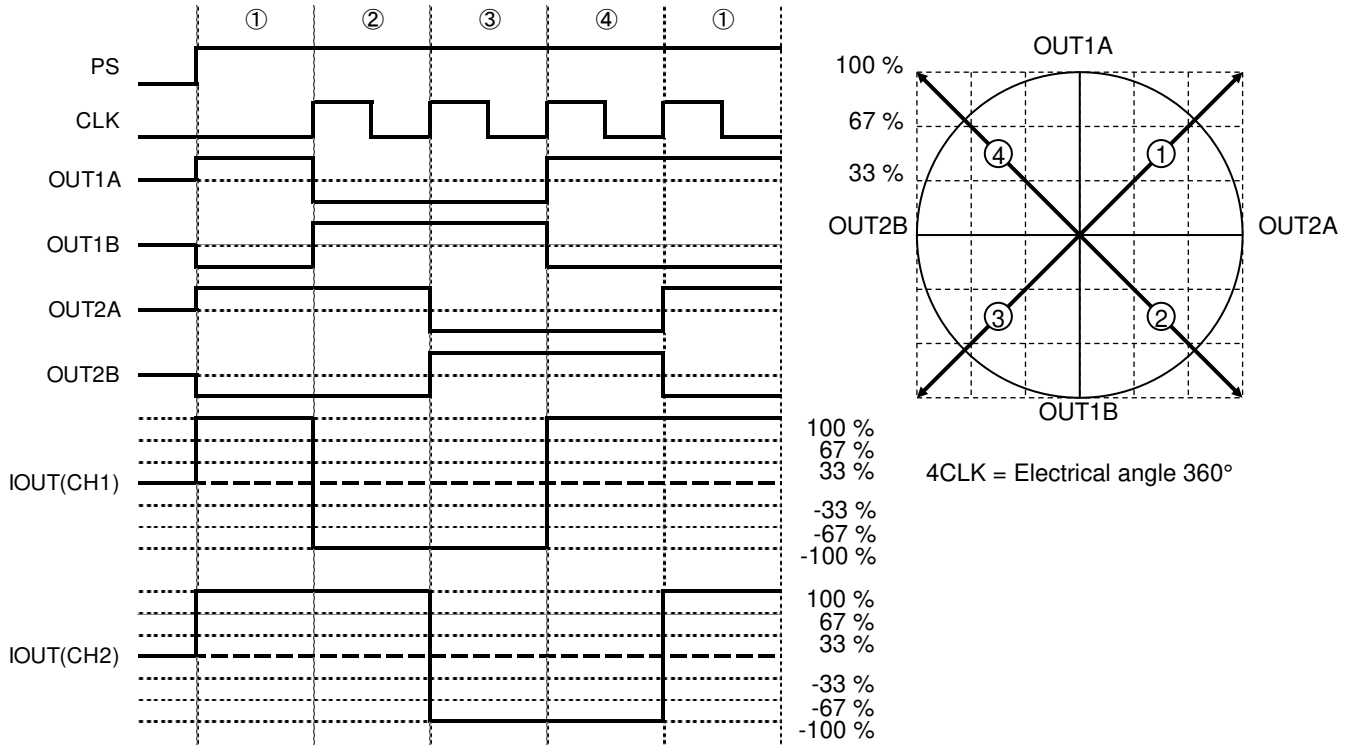 ① ② ③ ④ ①
PS
CLK
OUT1A
OUT1B
OUT2A
OUT2B
IOUT(CH1)
100 %
67 %
33 %
-33 %
-67 %
-100 %
IOUT(CH2)
100 %
67 %
33 %
-33 %
-67 %
-100 %
OUT1A
100 %
67 %
33 %
④ ①
OUT2B OUT2A
③ ②
OUT1B
4CLK = Electrical angle 360°